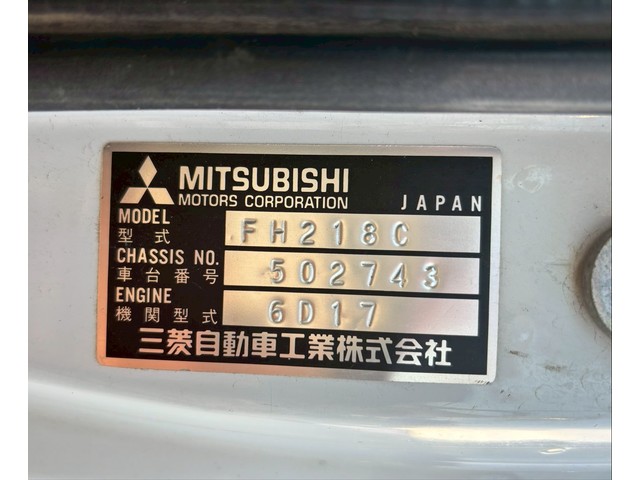 MITSUBISHI
MOTORS CORPORATION JAPAN
MODEL
型式 FH218C
CHASSIS NO.
車台番号 502743
ENGINE
機関型式 6D17
三菱自動車工業株式会社